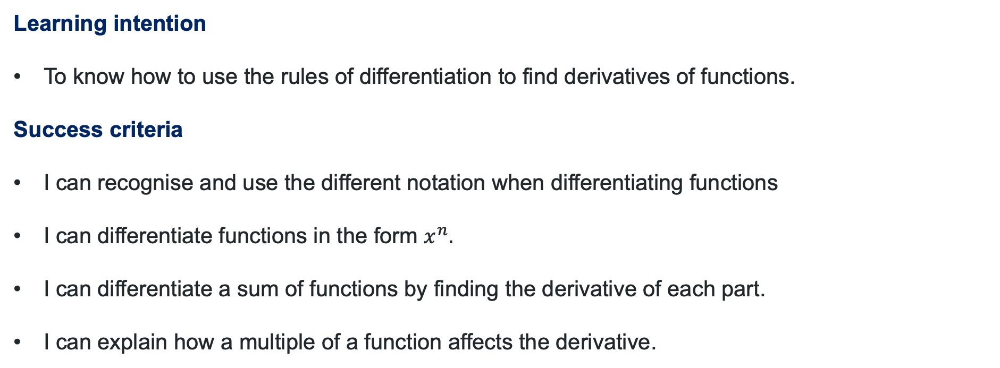 Learning intention
• To know how to use the rules of differentiation to find derivatives of functions.
Success criteria
• I can recognise and use the different notation when differentiating functions
• I can differentiate functions in the form xⁿ.
• I can differentiate a sum of functions by finding the derivative of each part.
• I can explain how a multiple of a function affects the derivative.